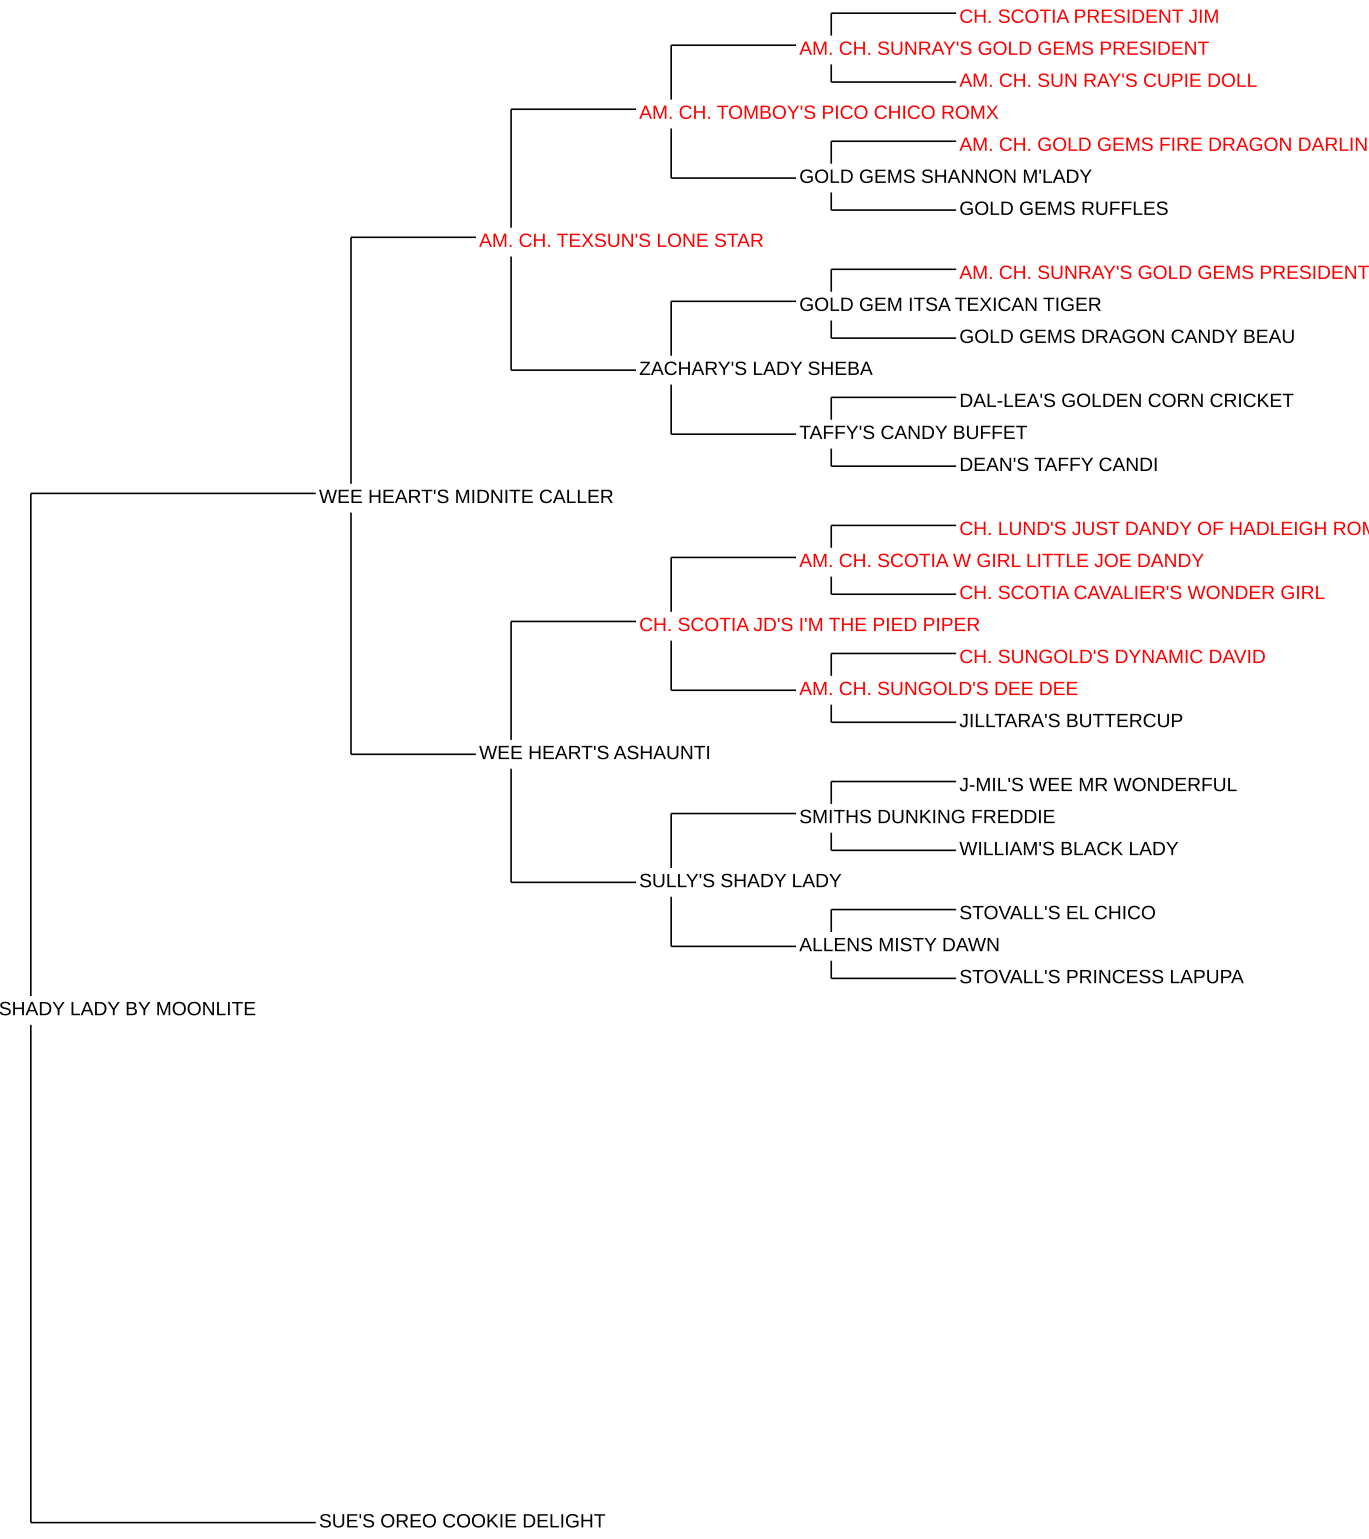 CH. SCOTIA PRESIDENT JIM
AM. CH. SUNRAY'S GOLD GEMS PRESIDENT
AM. CH. SUN RAY'S CUPIE DOLL
AM. CH. TOMBOY'S PICO CHICO ROMX
AM. CH. GOLD GEMS FIRE DRAGON DARLIN
GOLD GEMS SHANNON M'LADY
GOLD GEMS RUFFLES
AM. CH. TEXSUN'S LONE STAR
AM. CH. SUNRAY'S GOLD GEMS PRESIDENT
GOLD GEM ITSA TEXICAN TIGER
GOLD GEMS DRAGON CANDY BEAU
ZACHARY'S LADY SHEBA
DAL-LEA'S GOLDEN CORN CRICKET
TAFFY'S CANDY BUFFET
DEAN'S TAFFY CANDI
WEE HEART'S MIDNITE CALLER
CH. LUND'S JUST DANDY OF HADLEIGH ROM
AM. CH. SCOTIA W GIRL LITTLE JOE DANDY
CH. SCOTIA CAVALIER'S WONDER GIRL
CH. SCOTIA JD'S I'M THE PIED PIPER
CH. SUNGOLD'S DYNAMIC DAVID
AM. CH. SUNGOLD'S DEE DEE
JILLTARA'S BUTTERCUP
WEE HEART'S ASHAUNTI
J-MIL'S WEE MR WONDERFUL
SMITHS DUNKING FREDDIE
WILLIAM'S BLACK LADY
SULLY'S SHADY LADY
STOVALL'S EL CHICO
ALLENS MISTY DAWN
STOVALL'S PRINCESS LAPUPA
SHADY LADY BY MOONLITE
SUE'S OREO COOKIE DELIGHT